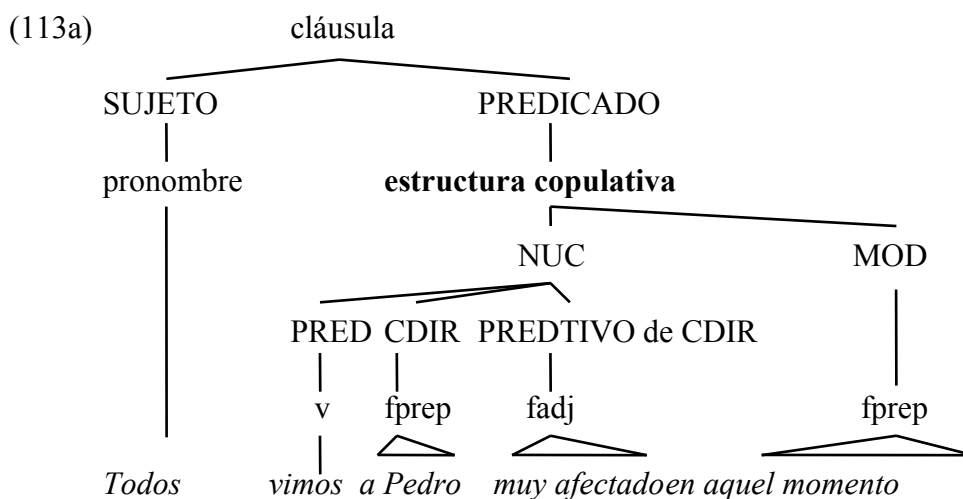 (113a) cláusula
SUJETO PREDICADO
pronombre estructura copulativa
NUC MOD
PRED CDIR PREDTIVO de CDIR
v fprep fadj fprep
Todos vimos a Pedro muy afectadoen aquel momento